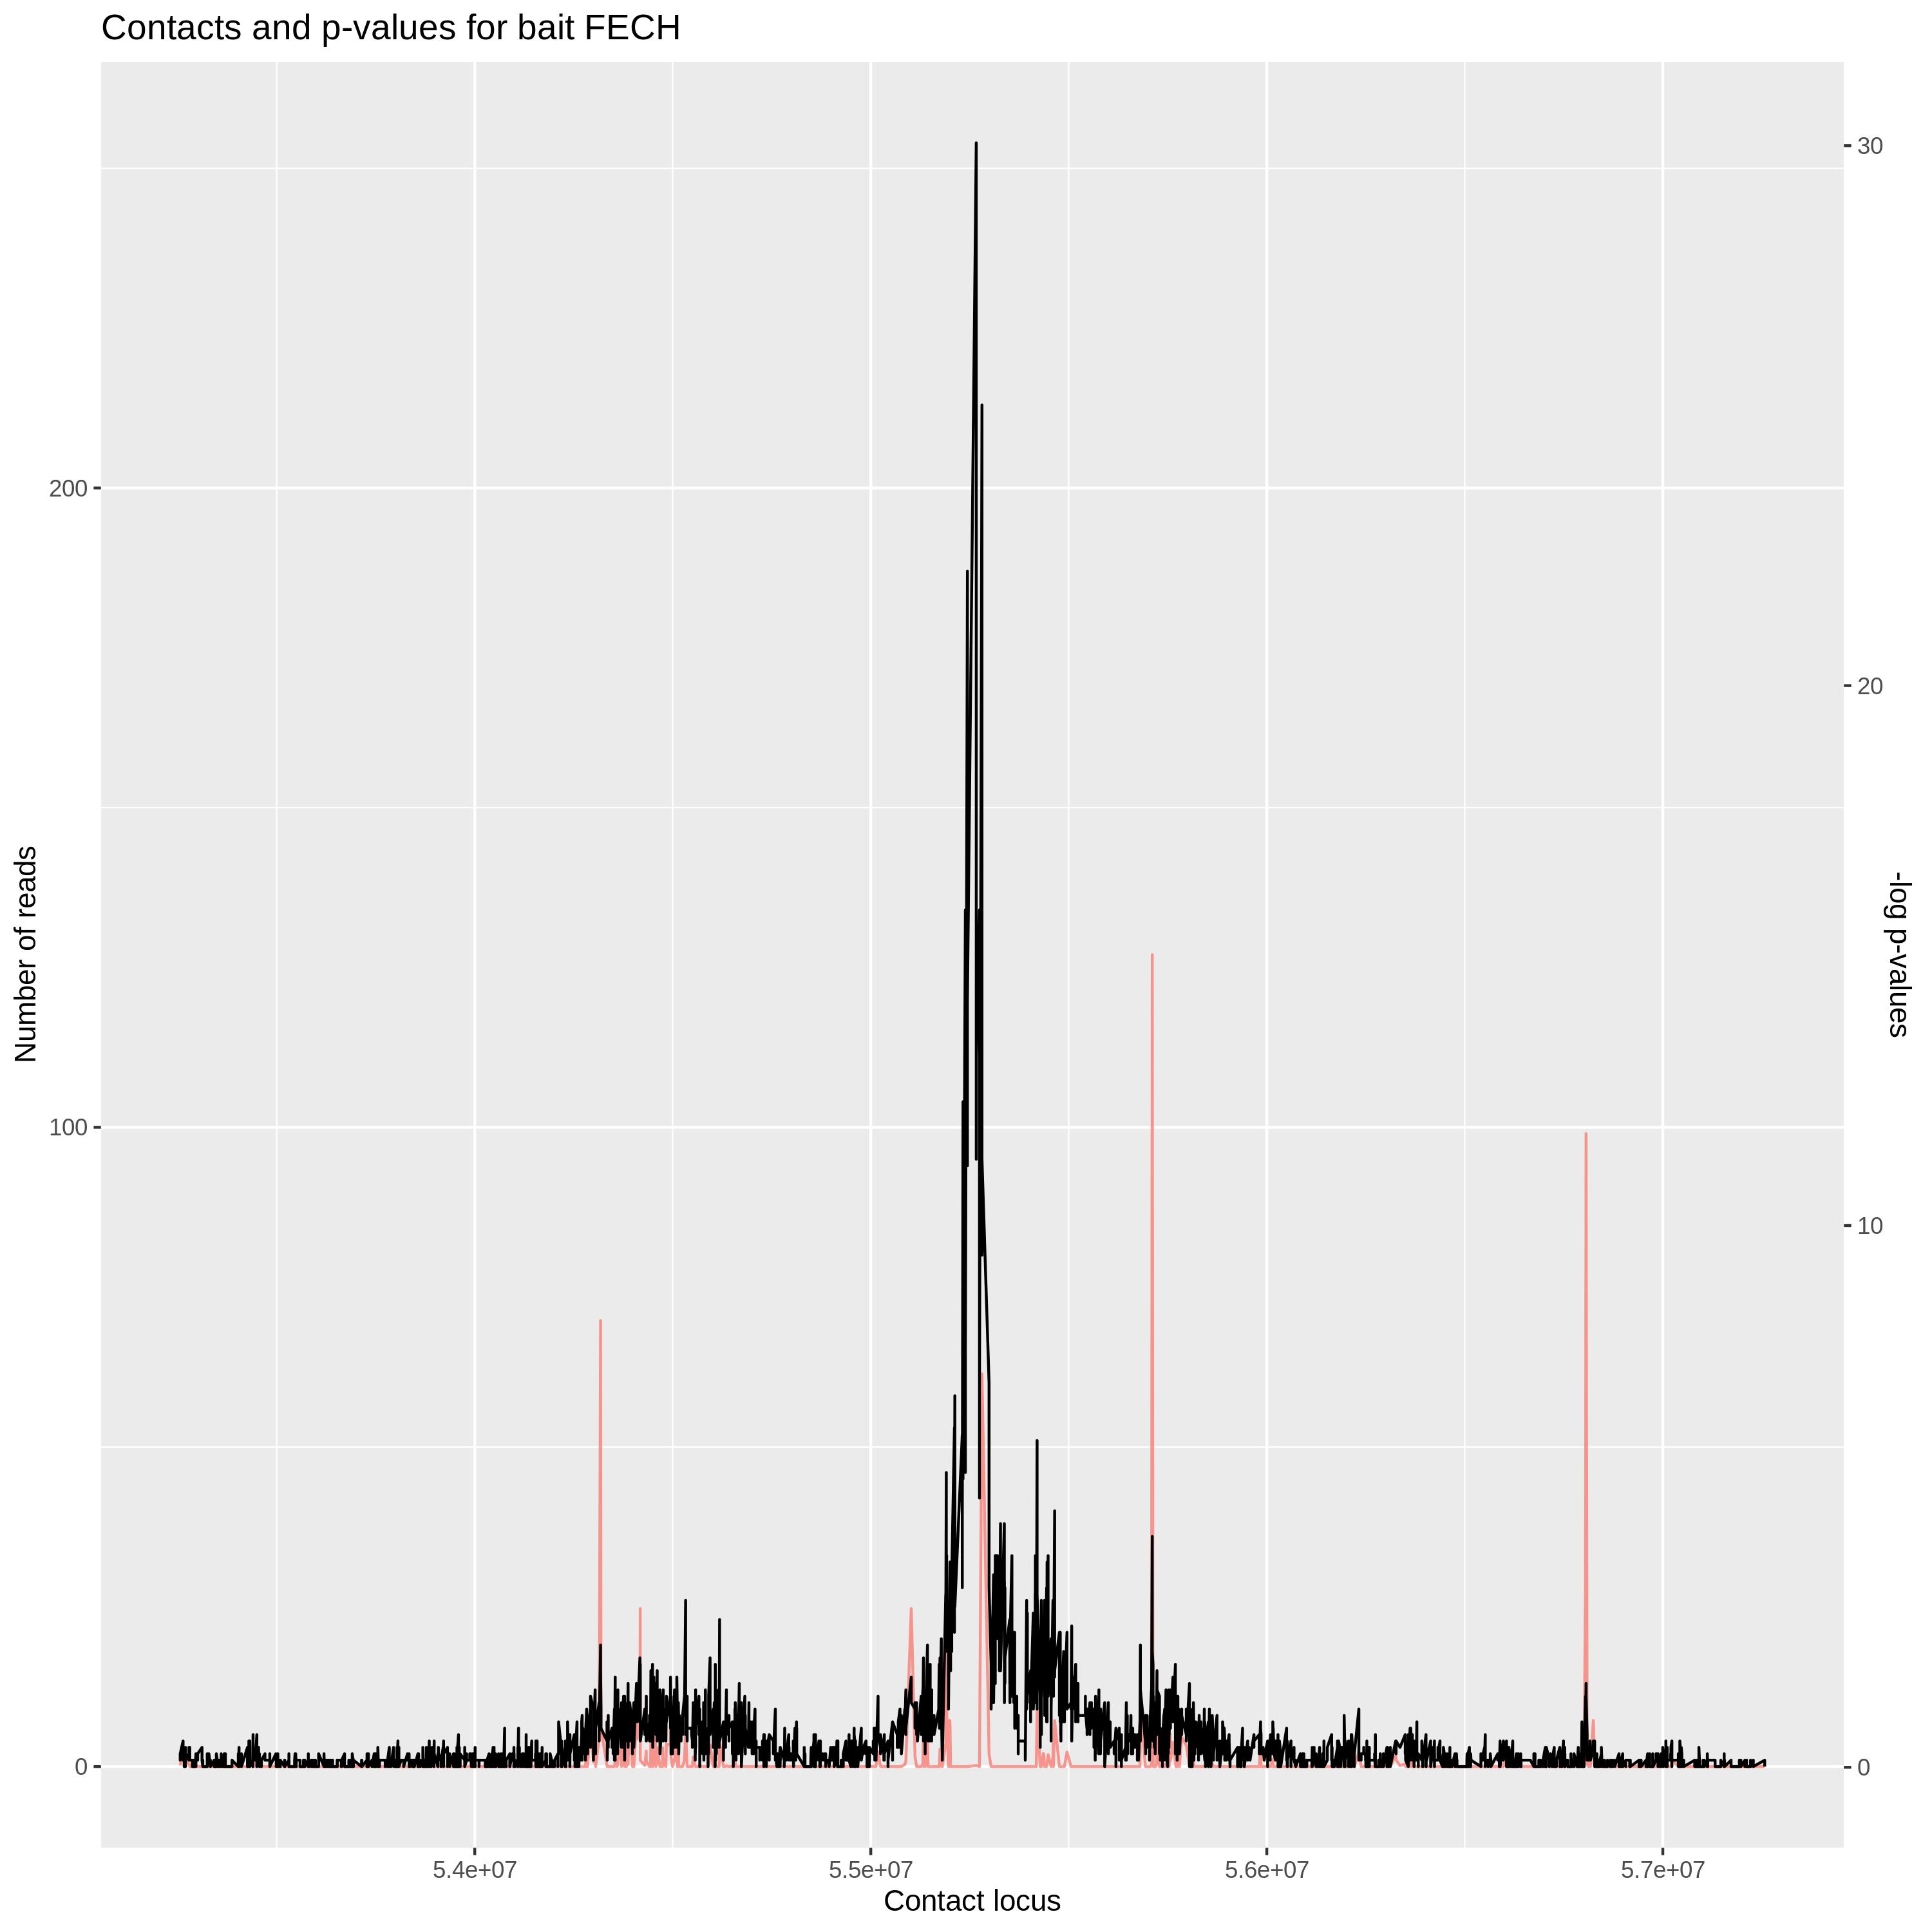 Contacts and p-values for bait FECH
Number of reads
200
100
0
30
20
10
0
-log p-values
5.4e+07
5.5e+07
5.6e+07
5.7e+07
Contact locus